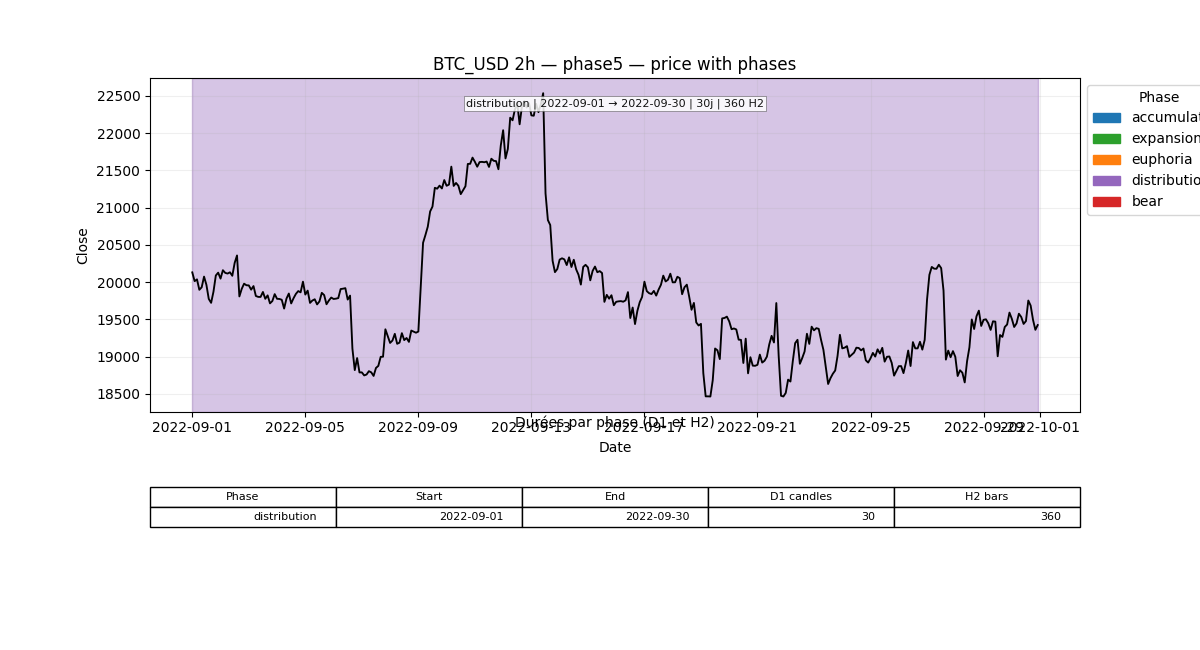 BTC_USD 2h — phase5 — price with phases
distribution | 2022-09-01 → 2022-09-30 | 30j | 360 H2
Phase
accumulat
expansion
euphoria
distributio
bear
Close
22500
22000
21500
21000
20500
20000
19500
19000
18500
Durées par phase (D1 et H2)
2022-09-01 2022-09-05 2022-09-09 2022-09-13 2022-09-17 2022-09-21 2022-09-25 2022-09-29 2022-10-01
Date
Phase Start End D1 candles H2 bars
distribution 2022-09-01 2022-09-30 30 360